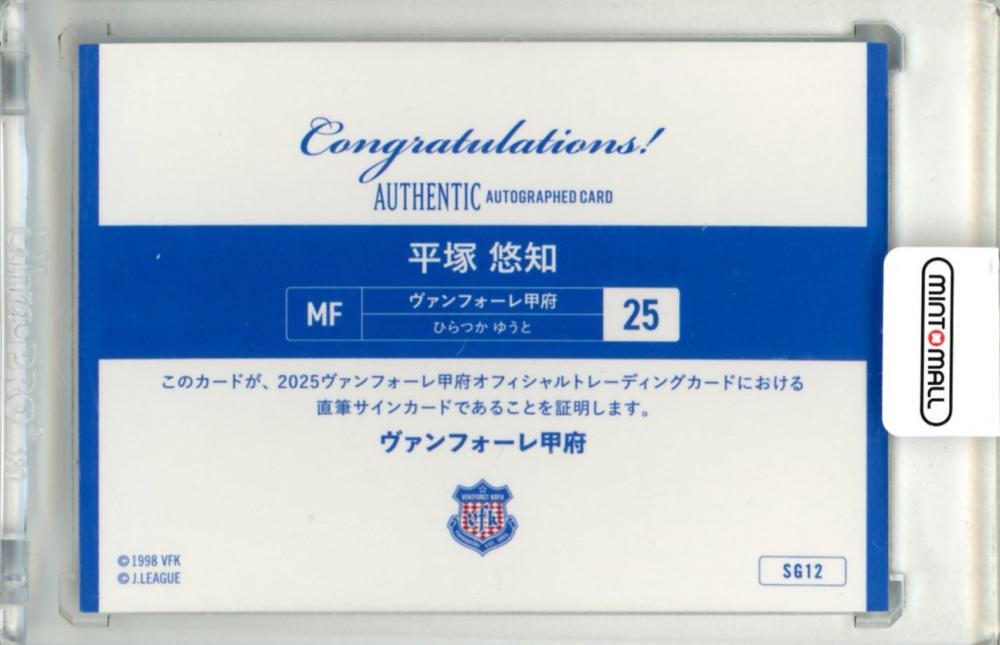 Congratulations!
AUTHENTIC AUTOGRAPHED CARD
平塚 悠知
MF
ヴァンフォーレ甲府
ひらつか ゆうと
25
このカードが、2025ヴァンフォーレ甲府オフィシャルトレーディングカードにおける
直筆サインカードであることを証明します。
ヴァンフォーレ甲府
VENTFORET KOFU
vfk
©1998 VFK
©J.LEAGUE
SG12
MINTMALL